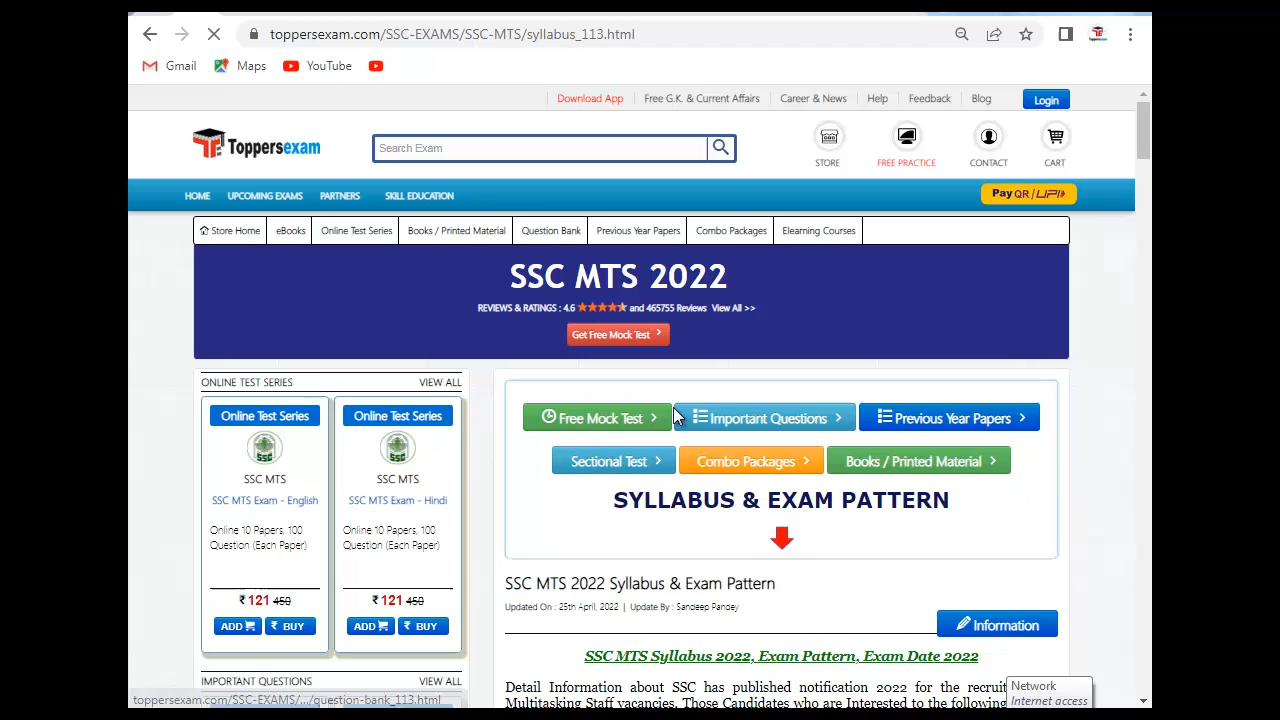 toppersexam.com/SSC-EXAMS/SSC-MTS/syllabus_113.html
Gmail Maps YouTube
Download App Free G.K. & Current Affairs Career & News Help Feedback Blog Login
Toppersexam
Search Exam
STORE FREE PRACTICE CONTACT CART
HOME UPCOMING EXAMS PARTNERS SKILL EDUCATION
Pay QR / UPI
Store Home eBooks Online Test Series Books / Printed Material Question Bank Previous Year Papers Combo Packages Elearning Courses
SSC MTS 2022
REVIEWS & RATINGS : 4.6 and 465755 Reviews View All >>
Get Free Mock Test >
ONLINE TEST SERIES VIEW ALL
Online Test Series
SSC MTS
SSC MTS Exam - English
Online 10 Papers, 100
Question (Each Paper)
₹ 121 450
ADD ₹ BUY
Online Test Series
SSC MTS
SSC MTS Exam - Hindi
Online 10 Papers, 100
Question (Each Paper)
₹ 121 450
ADD ₹ BUY
IMPORTANT QUESTIONS VIEW ALL
Free Mock Test > Important Questions > Previous Year Papers >
Sectional Test > Combo Packages > Books / Printed Material >
SYLLABUS & EXAM PATTERN
SSC MTS 2022 Syllabus & Exam Pattern
Updated On : 25th April, 2022 | Update By : Sandeep Pandey
Information
SSC MTS Syllabus 2022, Exam Pattern, Exam Date 2022
Detail Information about SSC has published notification 2022 for the recruit
Multitasking Staff vacancies. Those Candidates who are Interested to the following
Network
Internet access
toppersexam.com/SSC-EXAMS/.../question-bank_113.html